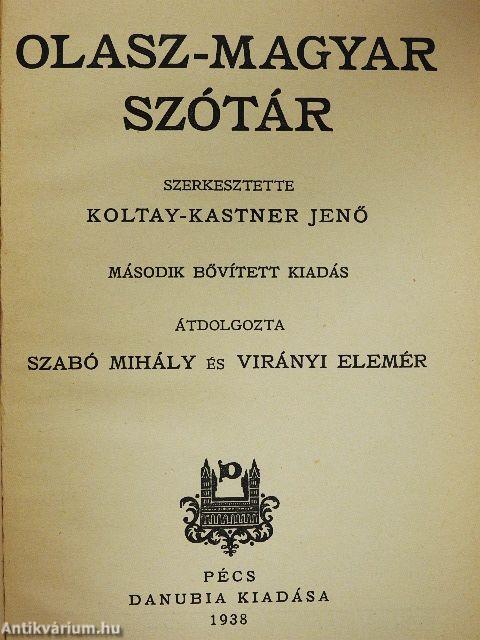 OLASZ-MAGYAR
SZÓTÁR
SZERKESZTETTE
KOLTAY-KASTNER JENŐ
MÁSODIK BŐVÍTETT KIADÁS
ÁTDOLGOZTA
SZABÓ MIHÁLY ÉS VIRÁNYI ELEMÉR
D
PÉCS
DANUBIA KIADÁSA
1938
Antikvárium.hu